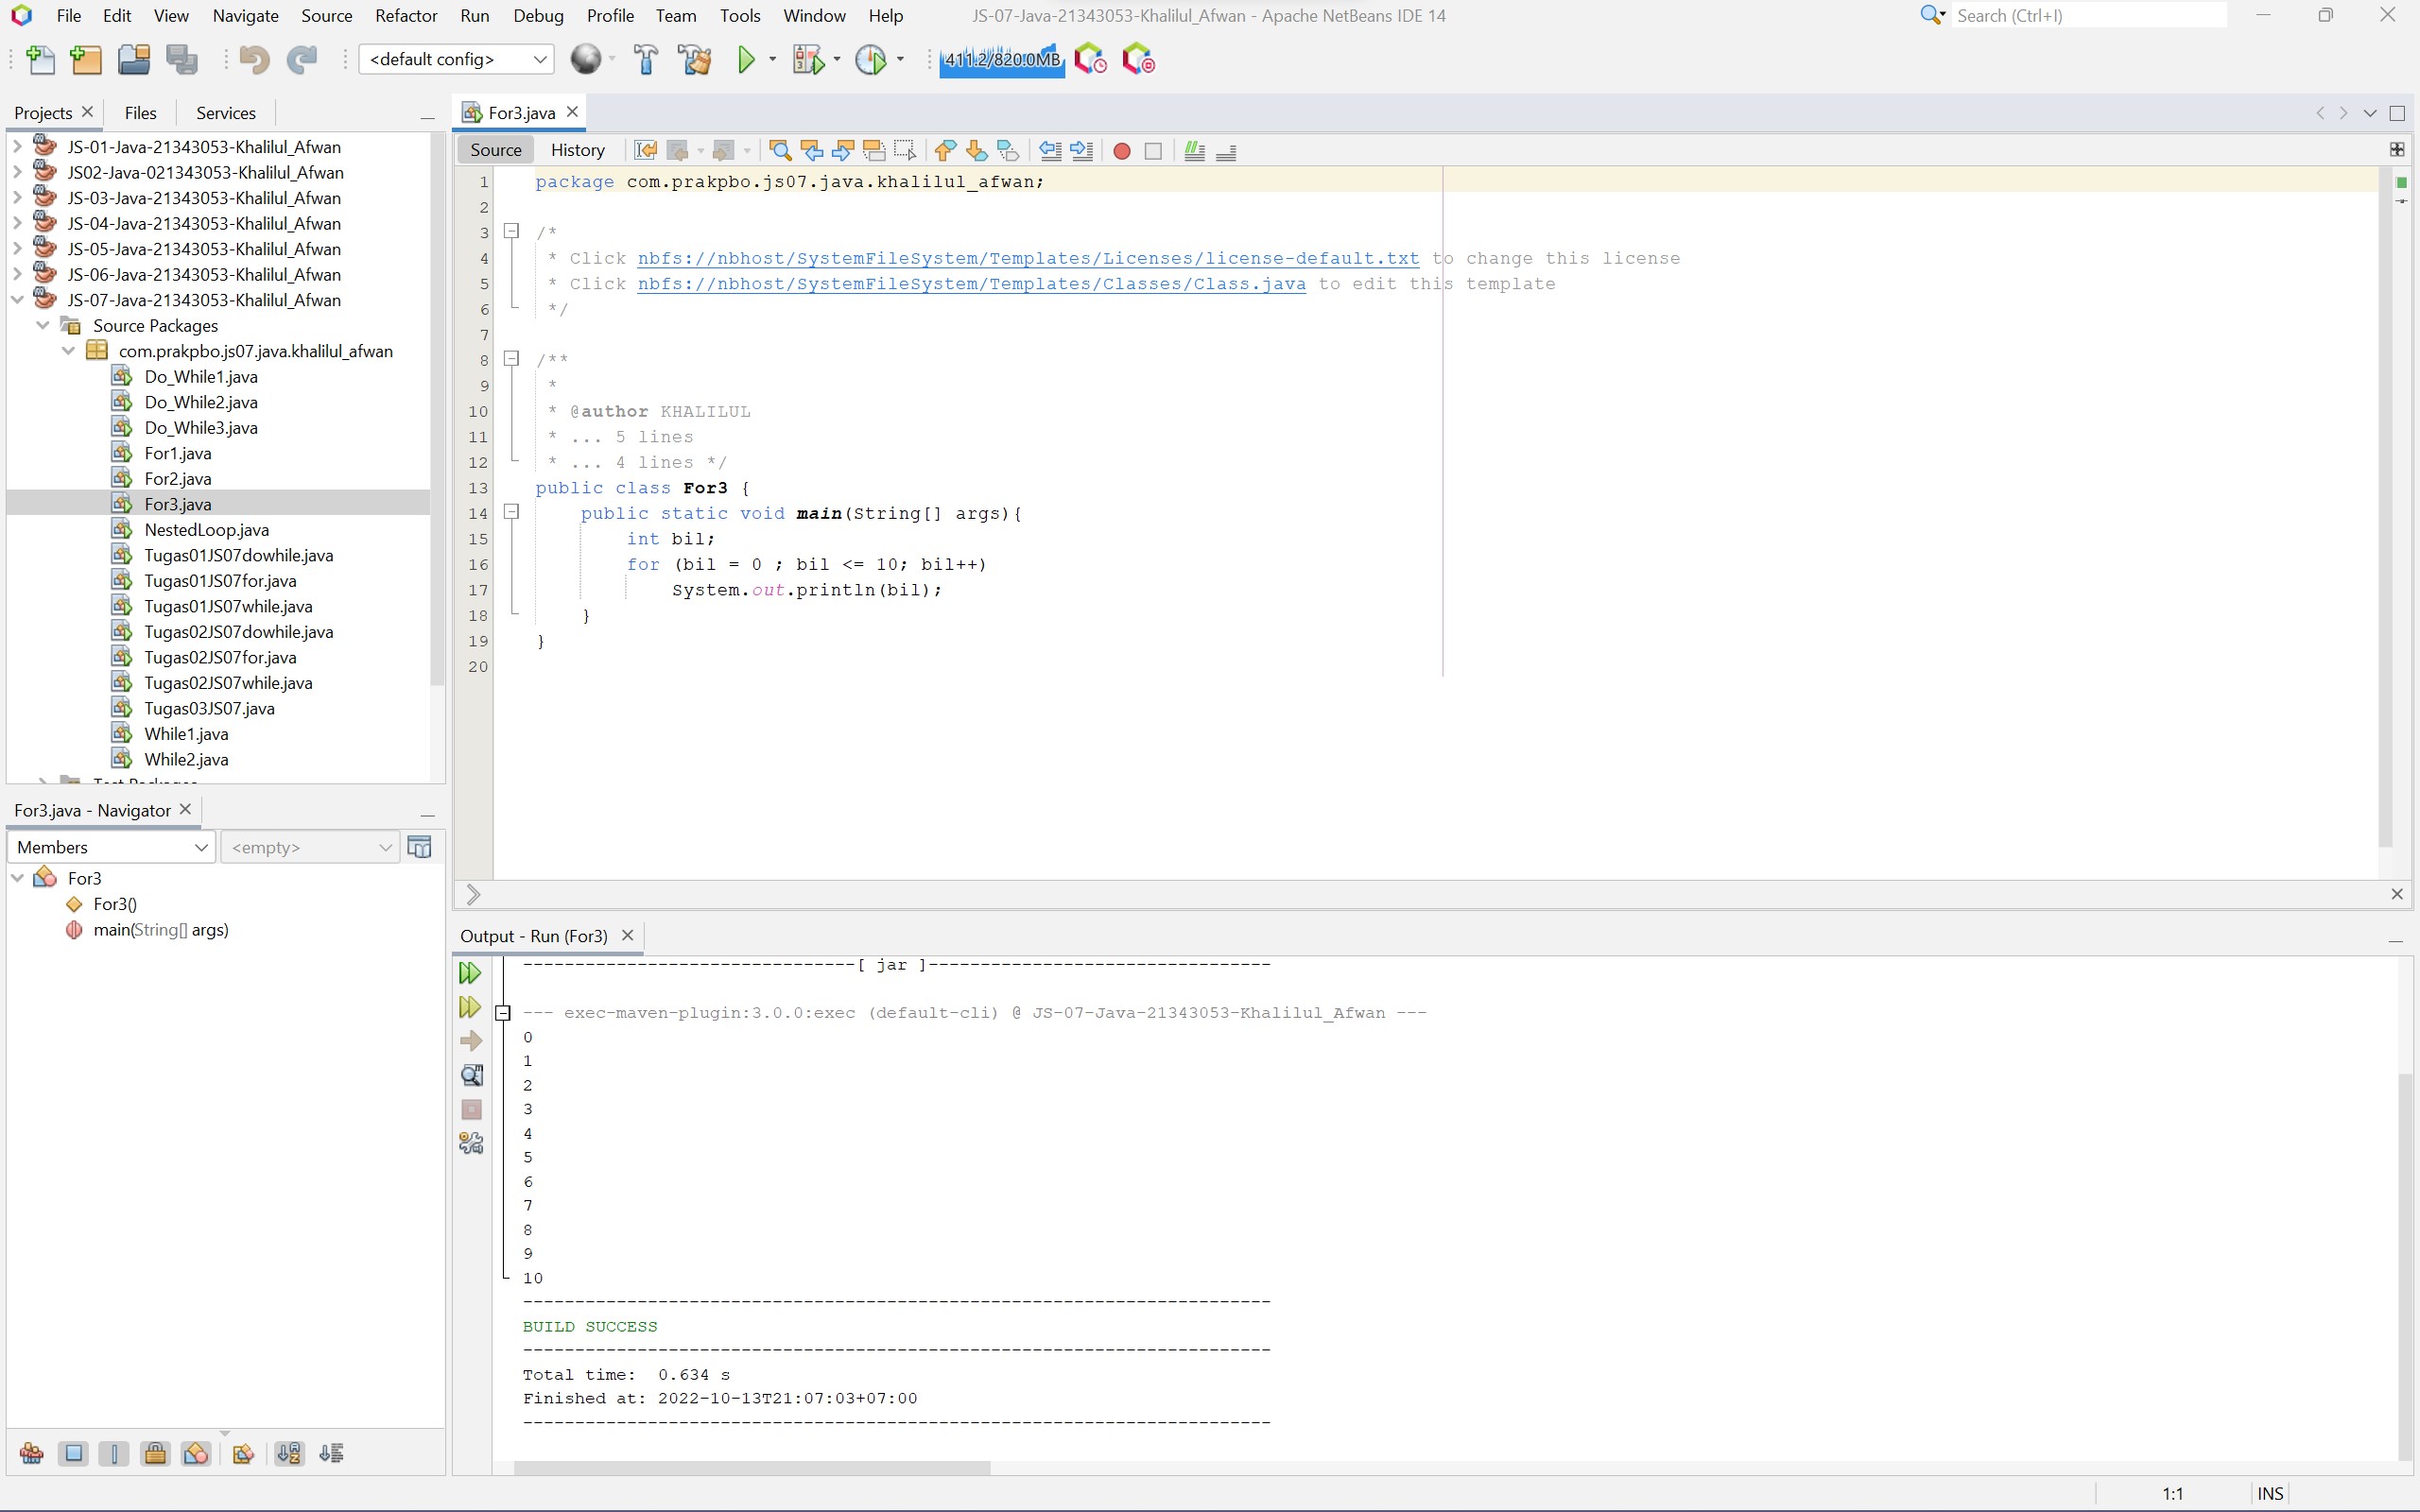 File Edit View Navigate Source Refactor Run Debug Profile Team Tools Window Help JS-07-Java-21343053-Khalilul_Afwan - Apache NetBeans IDE 14 Search (Ctrl+I)
<default config> 411.2/820.0MB
Projects Files Services
JS-01-Java-21343053-Khalilul_Afwan
JS02-Java-021343053-Khalilul_Afwan
JS-03-Java-21343053-Khalilul_Afwan
JS-04-Java-21343053-Khalilul_Afwan
JS-05-Java-21343053-Khalilul_Afwan
JS-06-Java-21343053-Khalilul_Afwan
JS-07-Java-21343053-Khalilul_Afwan
Source Packages
com.prakpbo.js07.java.khalilul_afwan
Do_While1.java
Do_While2.java
Do_While3.java
For1.java
For2.java
For3.java
NestedLoop.java
Tugas01JS07dowhile.java
Tugas01JS07for.java
Tugas01JS07while.java
Tugas02JS07dowhile.java
Tugas02JS07for.java
Tugas02JS07while.java
Tugas03JS07.java
While1.java
While2.java
Test Packages
For3.java - Navigator
Members <empty>
For3
For3()
main(String[] args)
For3.java
Source History
1 package com.prakpbo.js07.java.khalilul_afwan;
2
3 /*
4 * Click nbfs://nbhost/SystemFileSystem/Templates/Licenses/license-default.txt to change this license
5 * Click nbfs://nbhost/SystemFileSystem/Templates/Classes/Class.java to edit this template
6 */
7
8 /**
9 *
10 * @author KHALILUL
11 * ... 5 lines
12 * ... 4 lines */
13 public class For3 {
14 public static void main(String[] args){
15 int bil;
16 for (bil = 0 ; bil <= 10; bil++)
17 System.out.println(bil);
18 }
19 }
20
Output - Run (For3)
--------------------------------[ jar ]---------------------------------
--- exec-maven-plugin:3.0.0:exec (default-cli) @ JS-07-Java-21343053-Khalilul_Afwan ---
0
1
2
3
4
5
6
7
8
9
10
------------------------------------------------------------------------
BUILD SUCCESS
------------------------------------------------------------------------
Total time:  0.634 s
Finished at: 2022-10-13T21:07:03+07:00
------------------------------------------------------------------------
1:1 INS